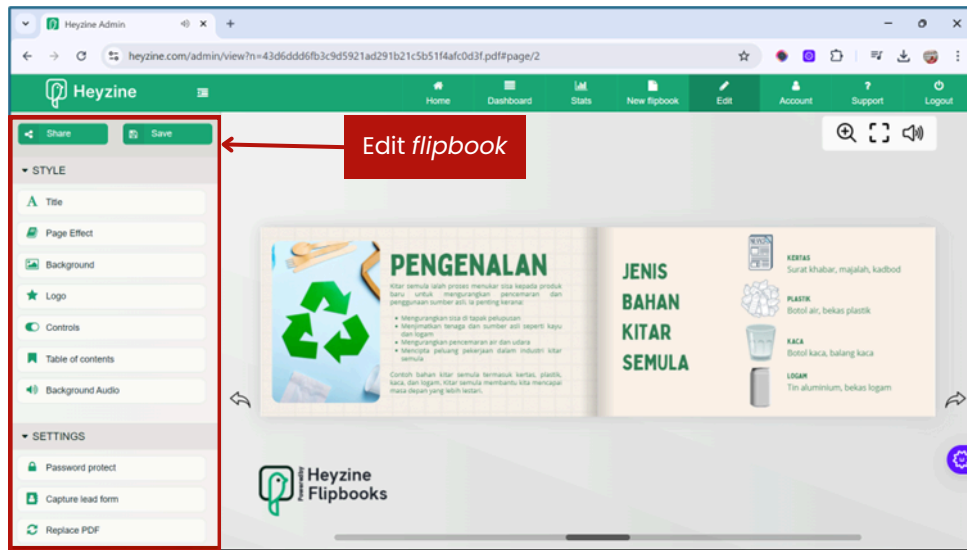 Heyzine Admin
heyzine.com/admin/view?n=43d6ddd6fb3c9d5921ad291b21c5b51f4afc0d3f.pdf#page/2
Heyzine
Home
Dashboard
Stats
New flipbook
Edit
Account
Support
Logout
Share
Save
Edit flipbook
STYLE
Title
Page Effect
Background
Logo
Controls
Table of contents
Background Audio
SETTINGS
Password protect
Capture lead form
Replace PDF
PENGENALAN
Kitar semula ialah proses menukar sisa kepada produk
baru untuk mengurangkan pencemaran dan
penggunaan sumber asli. Ia penting kerana:
Mengurangkan sisa di tapak pelupusan
Menjimatkan tenaga dan sumber asli seperti kayu
dan logam
Mengurangkan pencemaran air dan udara
Mencipta peluang pekerjaan dalam industri kitar
semula
Contoh bahan kitar semula termasuk kertas, plastik,
kaca, dan logam. Kitar semula membantu kita mencapai
masa depan yang lebih lestari.
JENIS
BAHAN
KITAR
SEMULA
NEWS
KERTAS
Surat khabar, majalah, kadbod
PLASTIK
Botol air, bekas plastik
KACA
Botol kaca, balang kaca
LOGAM
Tin aluminium, bekas logam
Powered by
Heyzine
Flipbooks